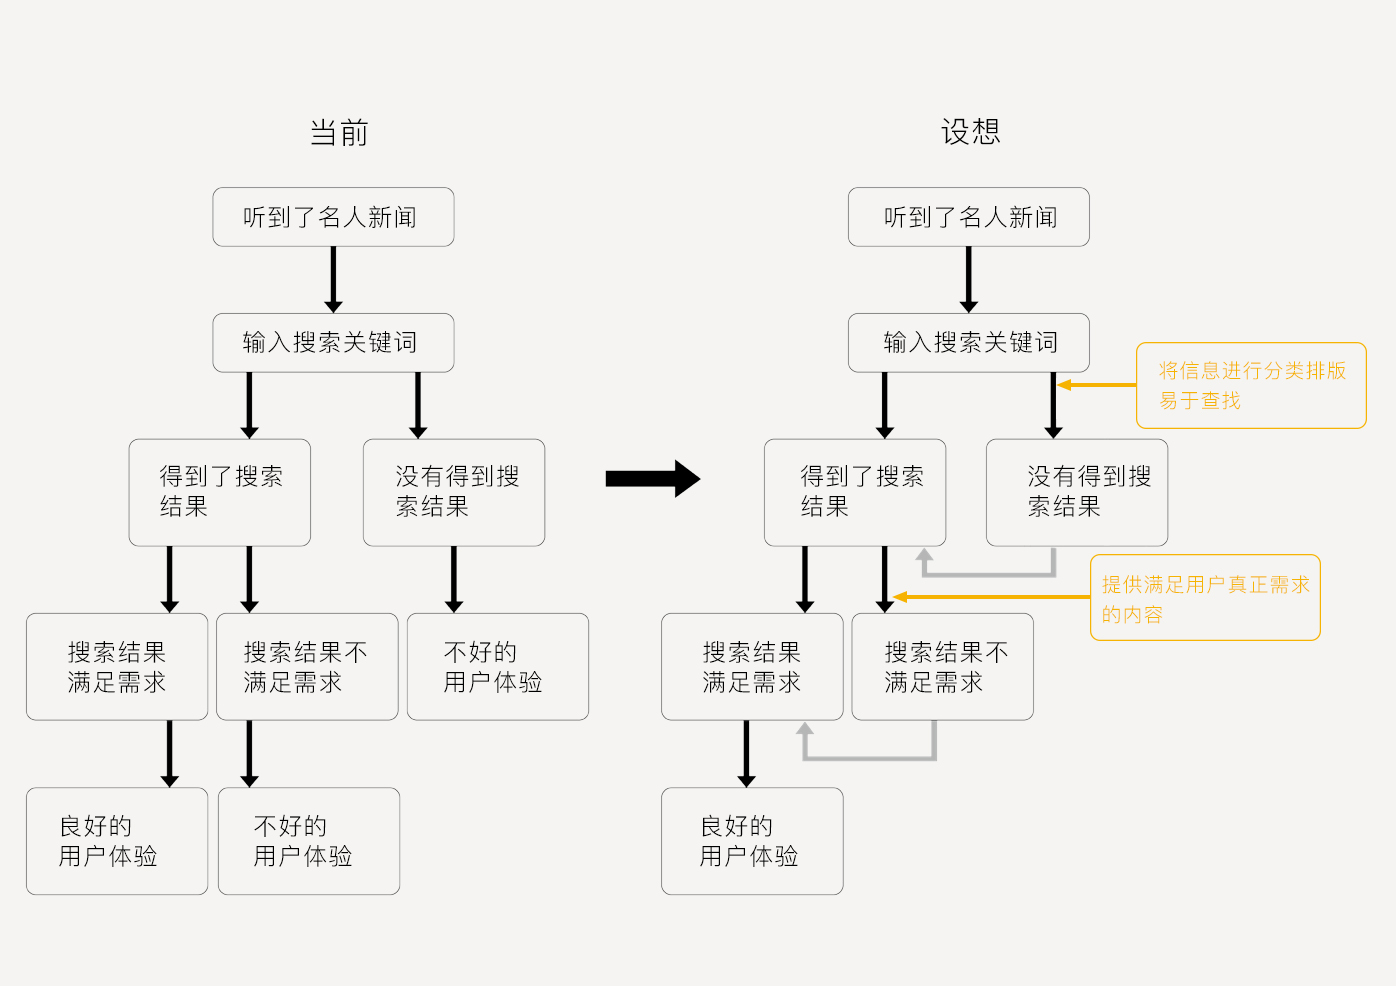 当前
听到了名人新闻
输入搜索关键词
得到了搜索
结果
没有得到搜
索结果
搜索结果
满足需求
搜索结果不
满足需求
不好的
用户体验
良好的
用户体验
不好的
用户体验
设想
听到了名人新闻
输入搜索关键词
将信息进行分类排版
易于查找
得到了搜索
结果
没有得到搜
索结果
提供满足用户真正需求
的内容
搜索结果
满足需求
搜索结果不
满足需求
良好的
用户体验